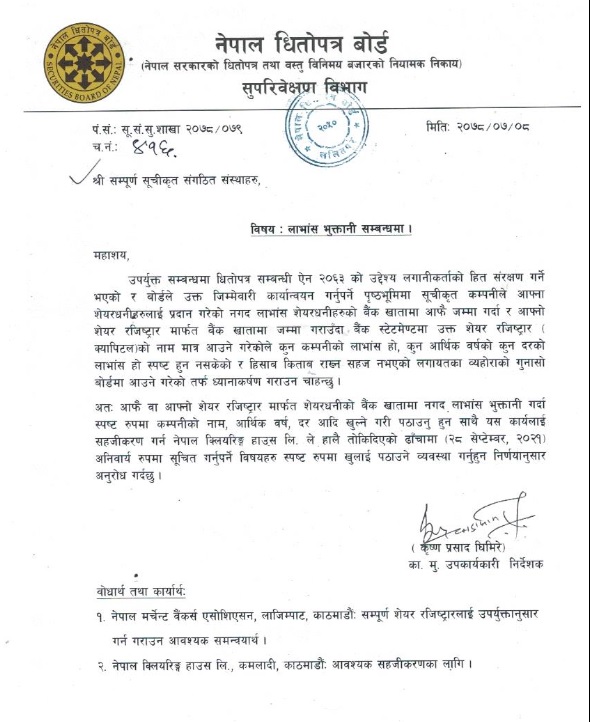 नेपाल धितोपत्र बोर्ड
SECURITIES BOARD OF NEPAL
नेपाल धितोपत्र बोर्ड
(नेपाल सरकारको धितोपत्र तथा वस्तु विनिमय बजारको नियामक निकाय)
सुपरिवेक्षण विभाग
नेपाल धितोपत्र बोर्ड
२०५०
ललितपुर
प.सं.: सू.सं.सु.शाखा २०७८/०७९
मिति: २०७८/०७/०८
च.नं.: ४१६
श्री सम्पूर्ण सूचीकृत संगठित संस्थाहरु,
विषय : लाभांस भुक्तानी सम्बन्धमा ।
महाशय,
उपर्युक्त सम्बन्धमा धितोपत्र सम्बन्धी ऐन २०६३ को उद्देश्य लगानीकर्ताको हित संरक्षण गर्ने
भएको र बोर्डले उक्त जिम्मेवारी कार्यान्वयन गर्नुपर्ने पृष्ठभूमिमा सूचीकृत कम्पनीले आफ्ना
शेयरधनीहरुलाई प्रदान गरेको नगद लाभांस शेयरधनीहरुको बैंक खातामा आफै जम्मा गर्दा र आफ्नो
शेयर रजिष्ट्रार मार्फत बैंक खातामा जम्मा गराउँदा बैंक स्टेटमेण्टमा उक्त शेयर रजिष्ट्रार (
क्यापिटल)को नाम मात्र आउने गरेकोले कुन कम्पनीको लाभांस हो, कुन आर्थिक वर्षको कुन दरको
लाभांस हो स्पष्ट हुन नसकेको र हिसाब किताब राख्न सहज नभएको लगायतका व्यहोराको गुनासो
बोर्डमा आउने गरेको तर्फ ध्यानाकर्षण गराउन चाहन्छु ।
अतः आफै वा आफ्नो शेयर रजिष्ट्रार मार्फत शेयरधनीको बैंक खातामा नगद लाभांस भुक्तानी गर्दा
स्पष्ट रुपमा कम्पनीको नाम, आर्थिक वर्ष, दर आदि खुल्ने गरी पठाउनु हुन साथै यस कार्यलाई
सहजीकरण गर्न नेपाल क्लियरिङ्ग हाउस लि. ले हालै तोकिदिएको ढाँचामा (२८ सेप्टेम्बर, २०२१)
अनिवार्य रुपमा सूचित गर्नुपर्ने विषयहरु स्पष्ट रुपमा खुलाई पठाउने व्यवस्था गर्नुहुन निर्णयानुसार
अनुरोध गर्दछु ।
( कृष्ण प्रसाद घिमिरे)
का. मु. उपकार्यकारी निर्देशक
बोधार्थ तथा कार्यार्थ:
१. नेपाल मर्चेन्ट बैंकर्स एसोशिएसन, लाजिम्पाट, काठमाडौंः सम्पूर्ण शेयर रजिष्ट्रारलाई उपर्युक्तानुसार
गर्न गराउन आवश्यक समन्वयार्थ ।
२. नेपाल क्लियरिङ्ग हाउस लि., कमलादी, काठमाडौंः आवश्यक सहजीकरणका लागि ।